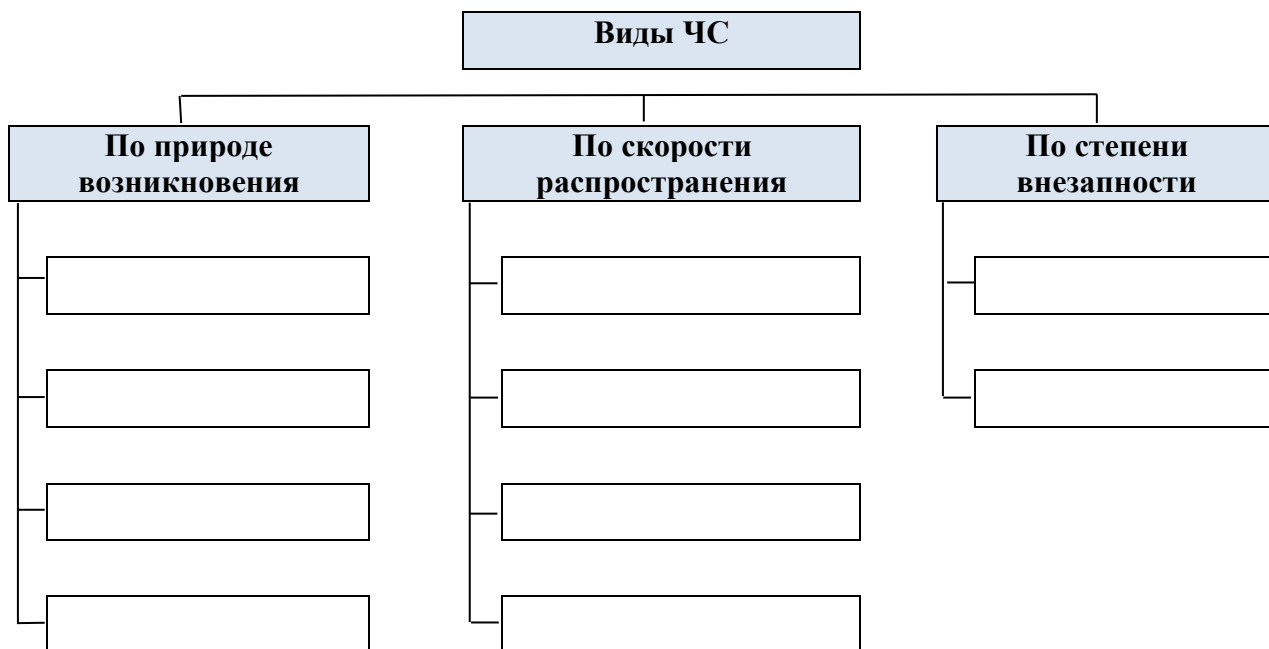 Виды ЧС
По природе
возникновения
По скорости
распространения
По степени
внезапности